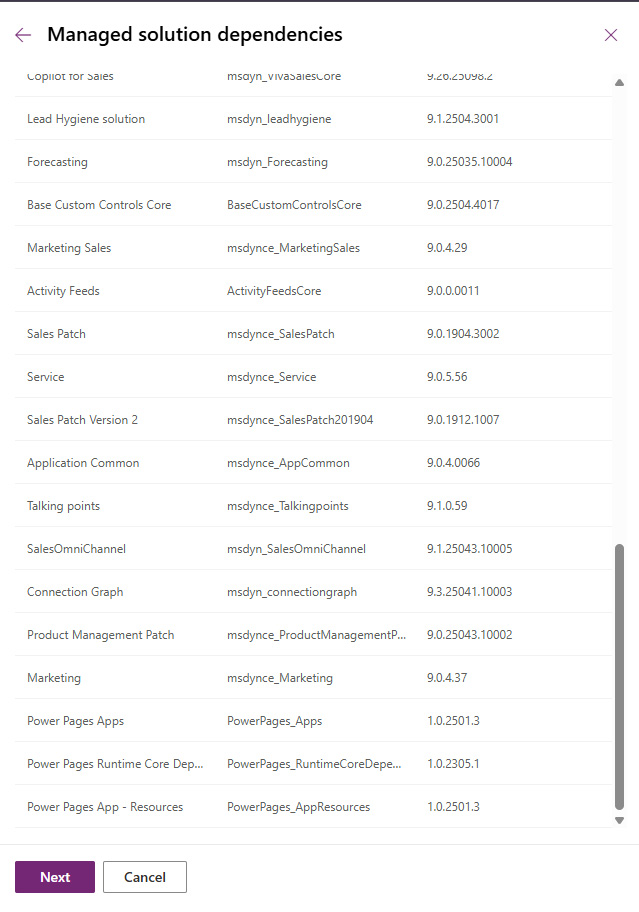 Managed solution dependencies
Copilot for Sales msdyn_VivaSalesCore 9.26.25098.2
Lead Hygiene solution msdyn_leadhygiene 9.1.2504.3001
Forecasting msdyn_Forecasting 9.0.25035.10004
Base Custom Controls Core BaseCustomControlsCore 9.0.2504.4017
Marketing Sales msdynce_MarketingSales 9.0.4.29
Activity Feeds ActivityFeedsCore 9.0.0.0011
Sales Patch msdynce_SalesPatch 9.0.1904.3002
Service msdynce_Service 9.0.5.56
Sales Patch Version 2 msdynce_SalesPatch201904 9.0.1912.1007
Application Common msdynce_AppCommon 9.0.4.0066
Talking points msdynce_Talkingpoints 9.1.0.59
SalesOmniChannel msdyn_SalesOmniChannel 9.1.25043.10005
Connection Graph msdyn_connectiongraph 9.3.25041.10003
Product Management Patch msdynce_ProductManagementP... 9.0.25043.10002
Marketing msdynce_Marketing 9.0.4.37
Power Pages Apps PowerPages_Apps 1.0.2501.3
Power Pages Runtime Core Dep... PowerPages_RuntimeCoreDepe... 1.0.2305.1
Power Pages App - Resources PowerPages_AppResources 1.0.2501.3
Next Cancel